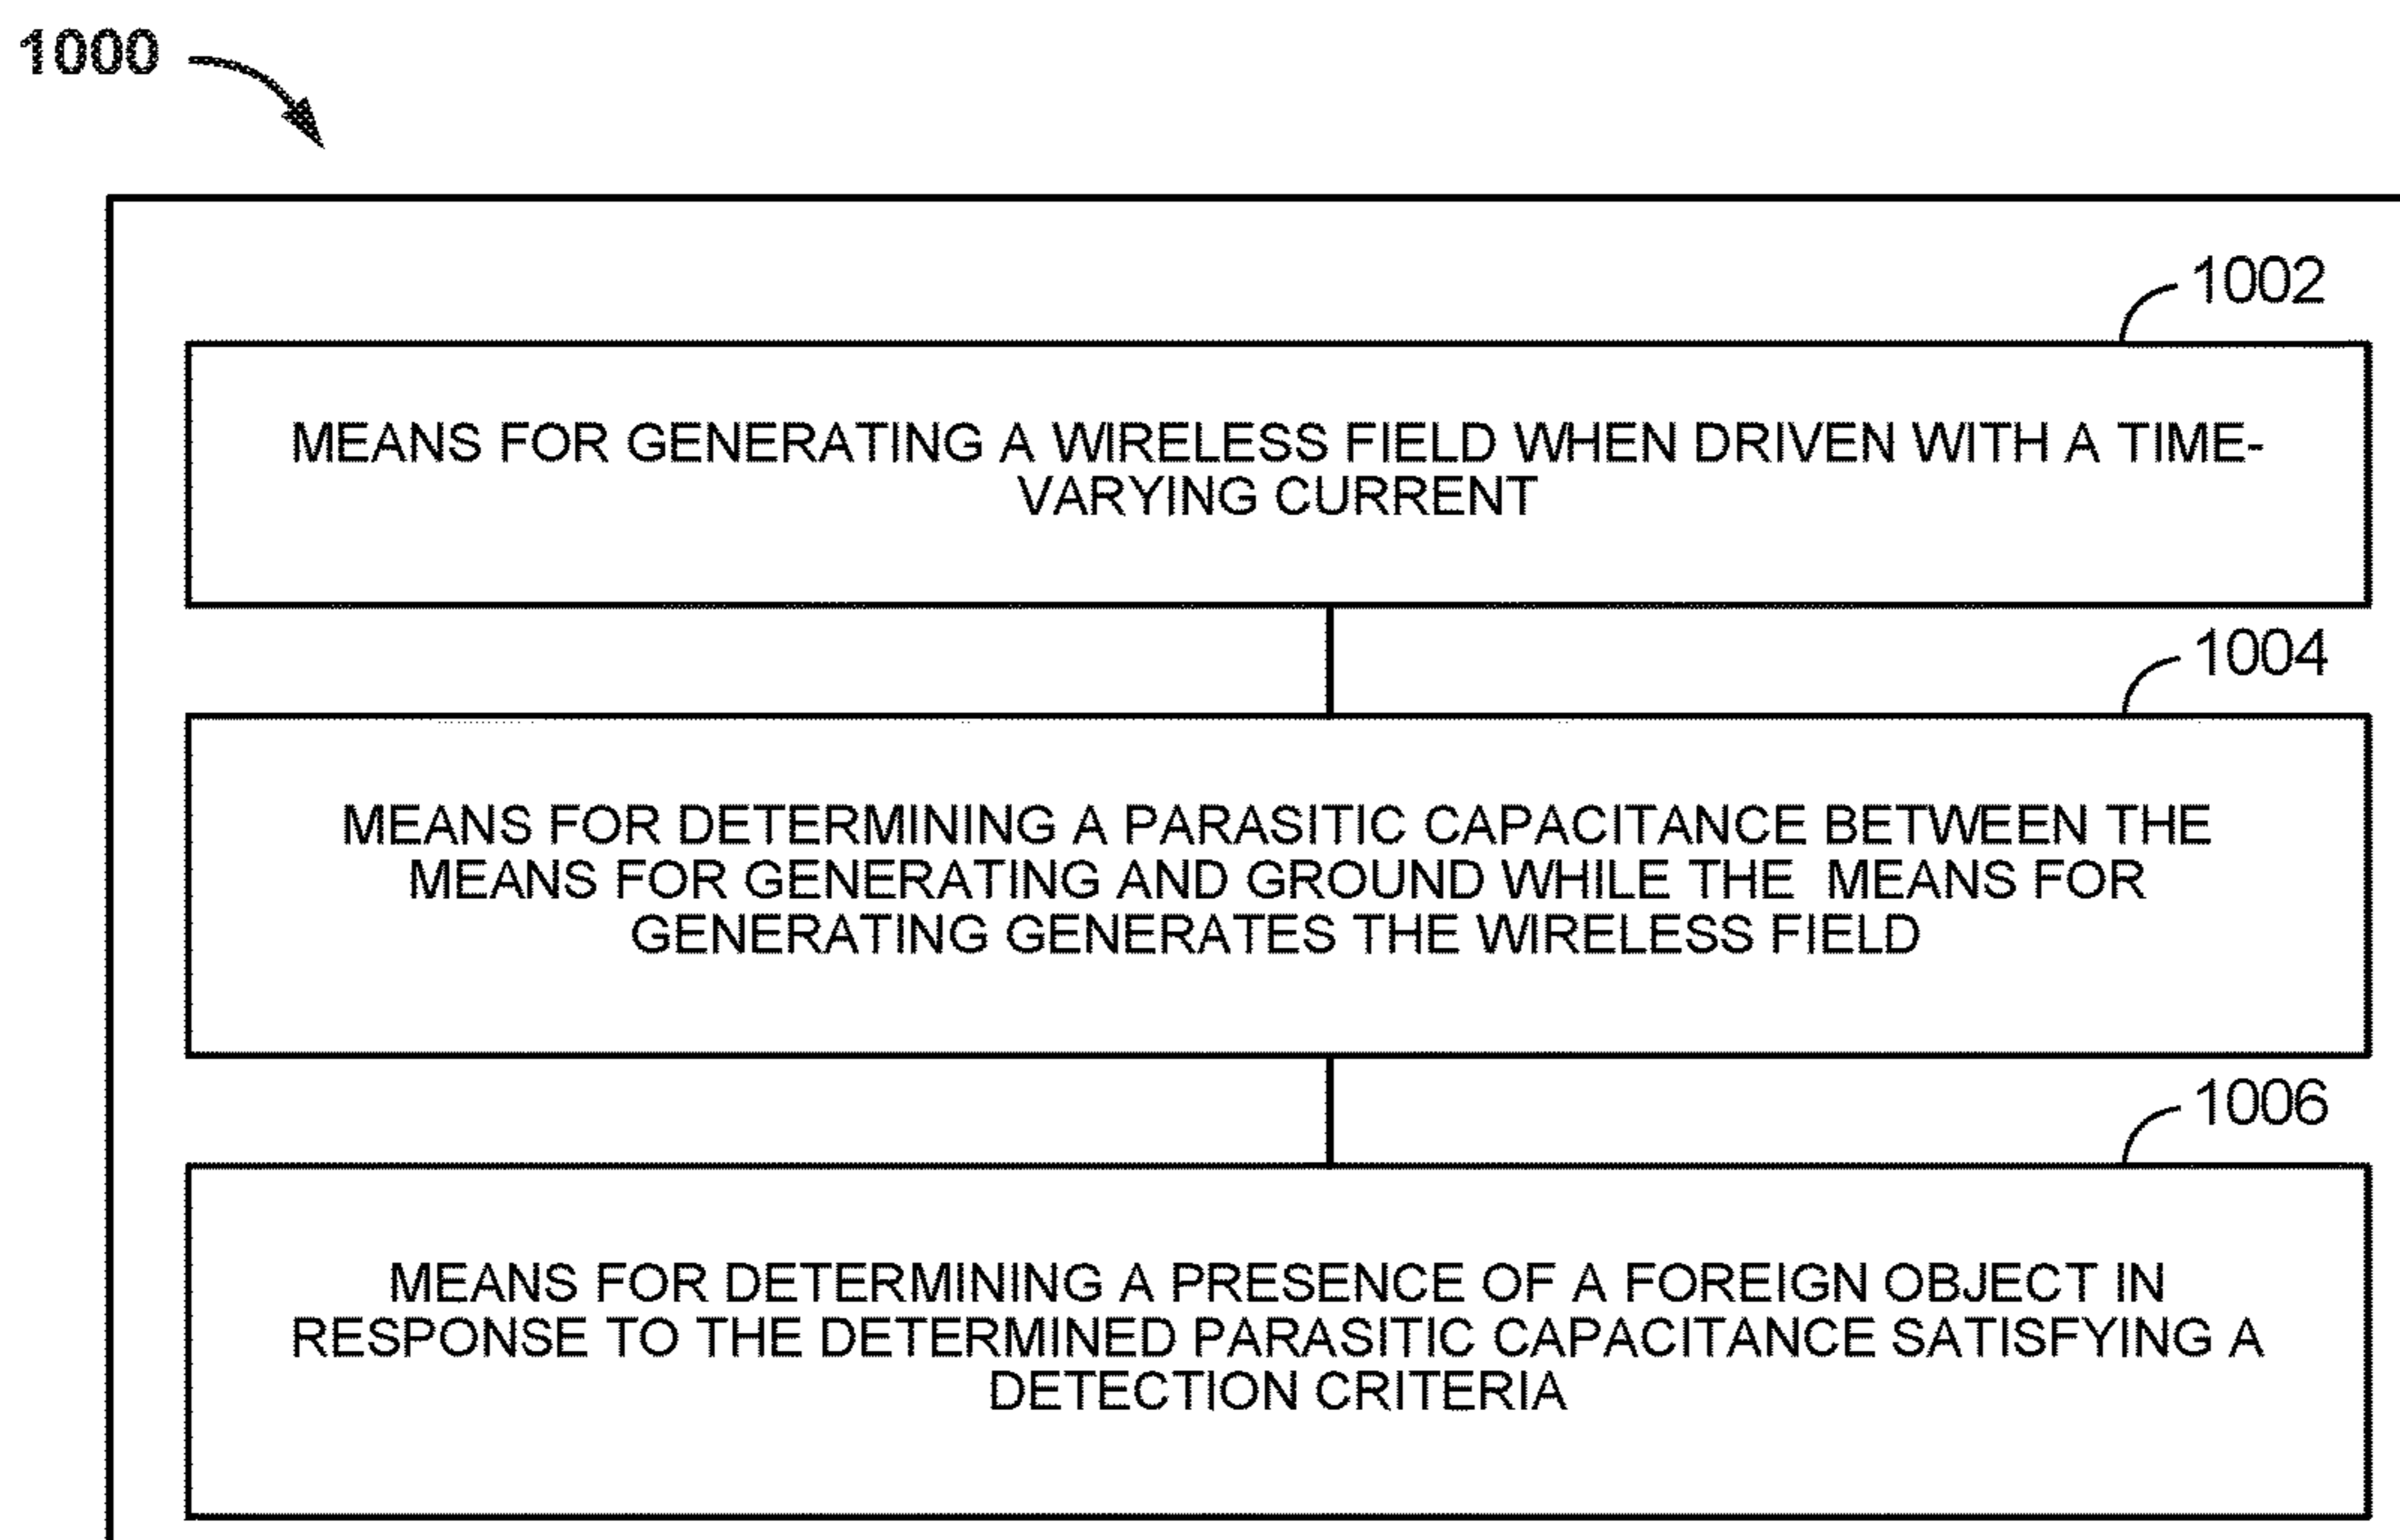 1000
1002
MEANS FOR GENERATING A WIRELESS FIELD WHEN DRIVEN WITH A TIME-
VARYING CURRENT
1004
MEANS FOR DETERMINING A PARASITIC CAPACITANCE BETWEEN THE
MEANS FOR GENERATING AND GROUND WHILE THE MEANS FOR
GENERATING GENERATES THE WIRELESS FIELD
1006
MEANS FOR DETERMINING A PRESENCE OF A FOREIGN OBJECT IN
RESPONSE TO THE DETERMINED PARASITIC CAPACITANCE SATISFYING A
DETECTION CRITERIA